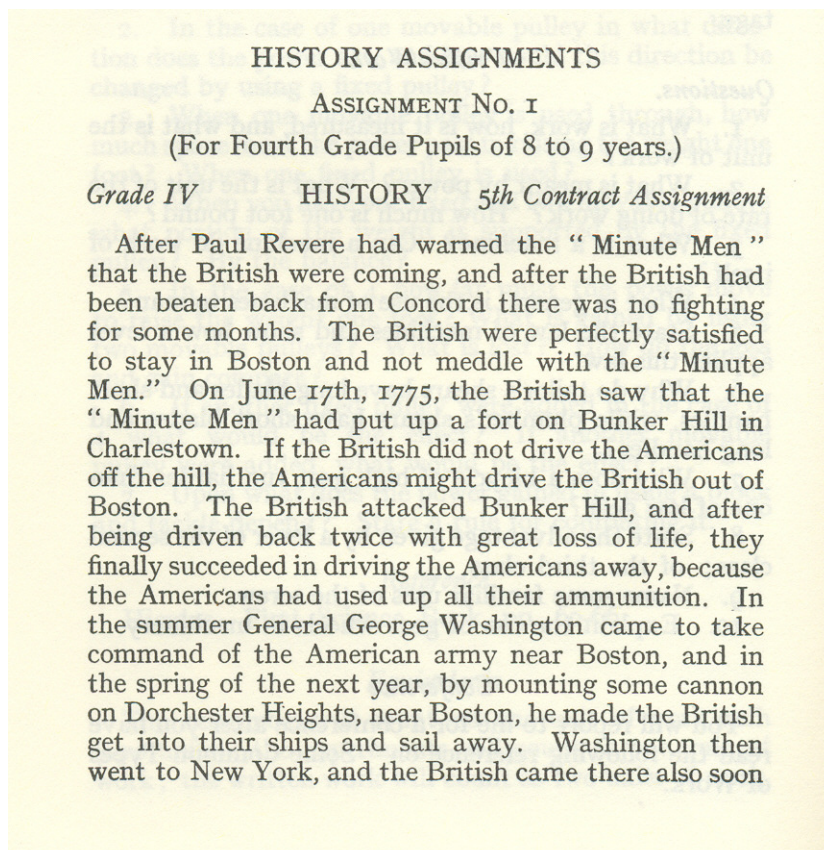 HISTORY ASSIGNMENTS
ASSIGNMENT No. 1
(For Fourth Grade Pupils of 8 to 9 years.)
Grade IV HISTORY 5th Contract Assignment
After Paul Revere had warned the “ Minute Men ”
that the British were coming, and after the British had
been beaten back from Concord there was no fighting
for some months. The British were perfectly satisfied
to stay in Boston and not meddle with the “ Minute
Men.” On June 17th, 1775, the British saw that the
“ Minute Men ” had put up a fort on Bunker Hill in
Charlestown. If the British did not drive the Americans
off the hill, the Americans might drive the British out of
Boston. The British attacked Bunker Hill and after
being driven back twice with great loss of life, they
finally succeeded in driving the Americans away, because
the Americans had used up all their ammunition. In
the summer General George Washington came to take
command of the American army near Boston, and in
the spring of the next year, by mounting some cannon
on Dorchester Heights, near Boston, he made the British
get into their ships and sail away. Washington then
went to New York, and the British came there also soon